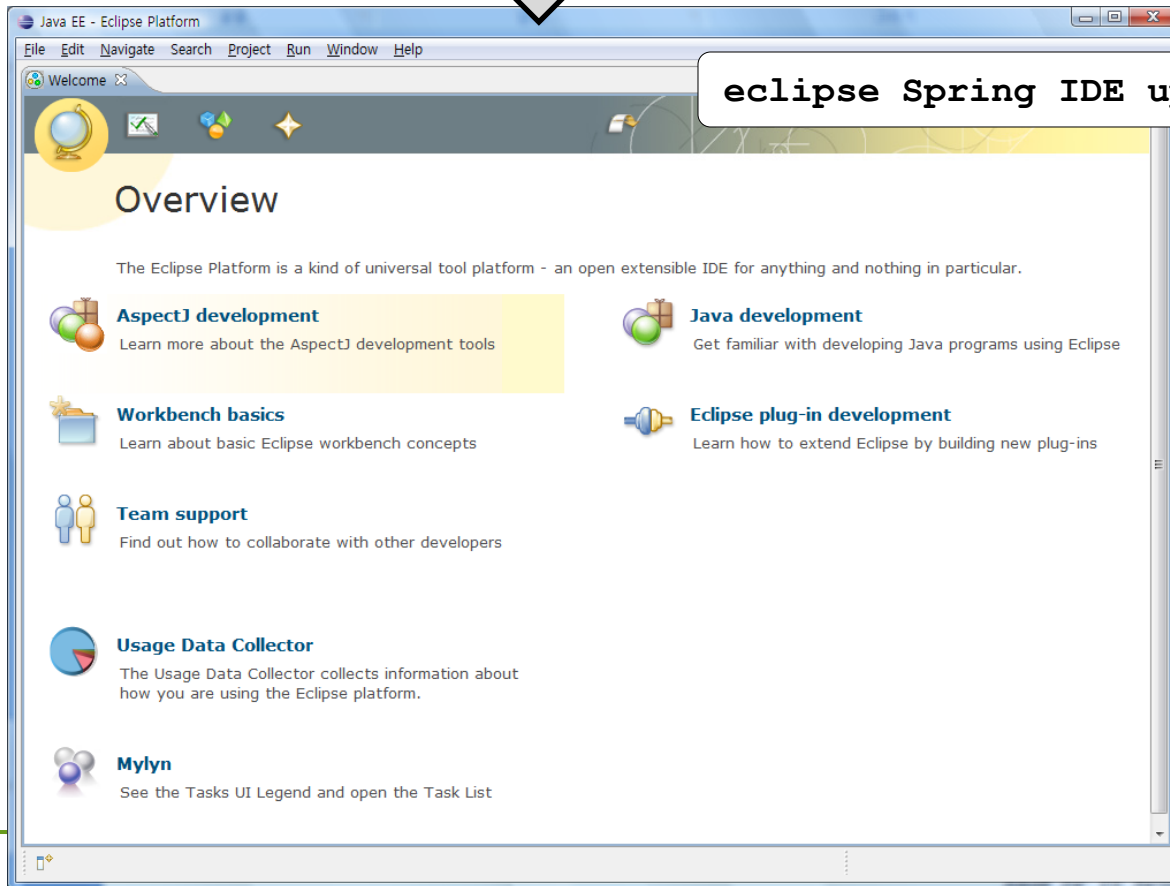 Java EE - Eclipse Platform
File Edit Navigate Search Project Run Window Help
Welcome
eclipse Spring IDE
Overview
The Eclipse Platform is a kind of universal tool platform - an open extensible IDE for anything and nothing in particular.
AspectJ development
Learn more about the AspectJ development tools
Java development
Get familiar with developing Java programs using Eclipse
Workbench basics
Learn about basic Eclipse workbench concepts
Eclipse plug-in development
Learn how to extend Eclipse by building new plug-ins
Team support
Find out how to collaborate with other developers
Usage Data Collector
The Usage Data Collector collects information about
how you are using the Eclipse platform.
Mylyn
See the Tasks UI Legend and open the Task List